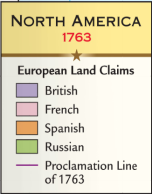 NORTH AMERICA
1763
European Land Claims
British
French
Spanish
Russian
Proclamation Line
of 1763